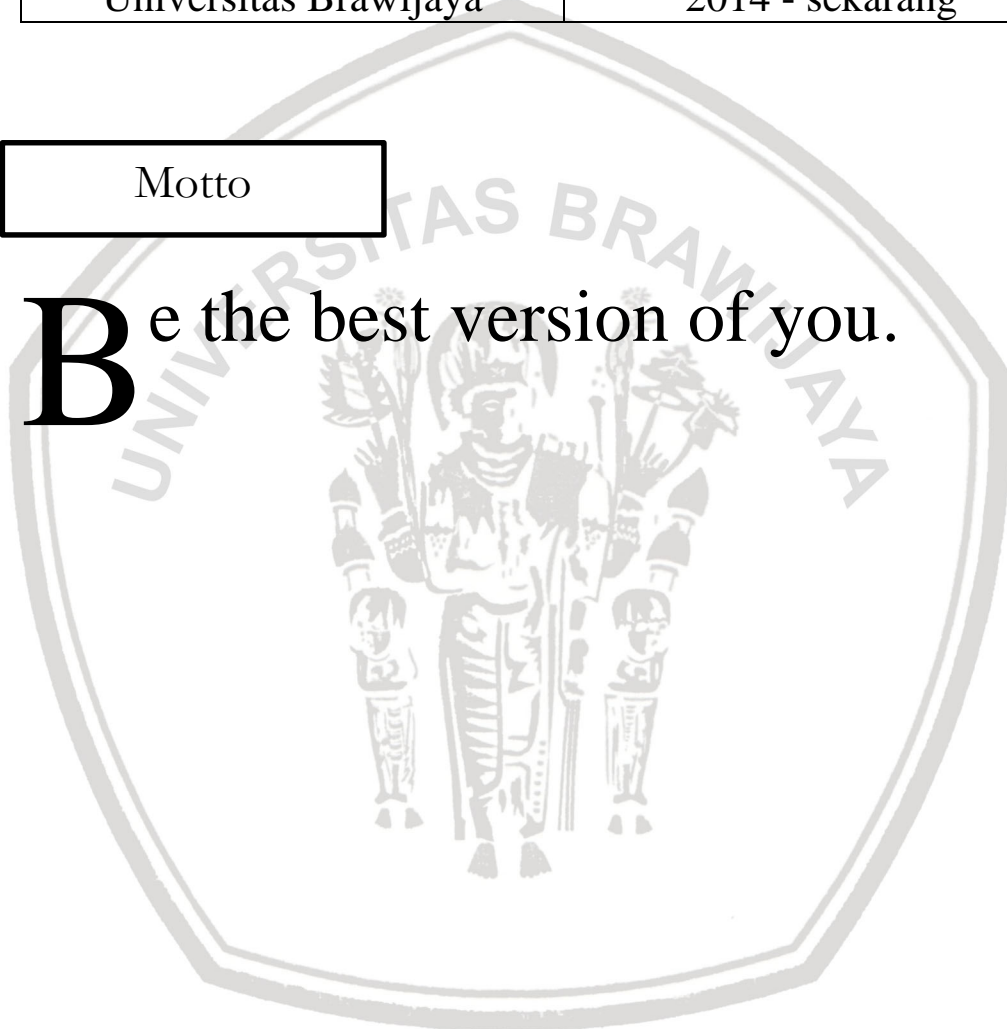 Universitas Brawijaya 2014 - sekarang
Motto
UNIVERSITAS BRAWIJAYA
Be the best version of you.